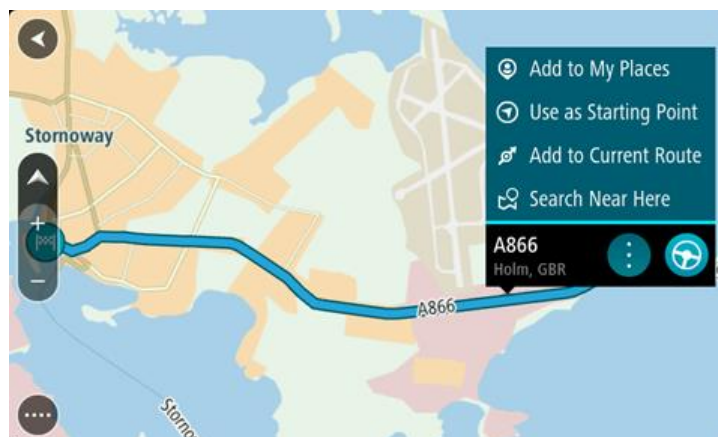 Add to My Places
Use as Starting Point
Stornoway
Add to Current Route
Search Near Here
A866
Holm, GBR
A866
Storno